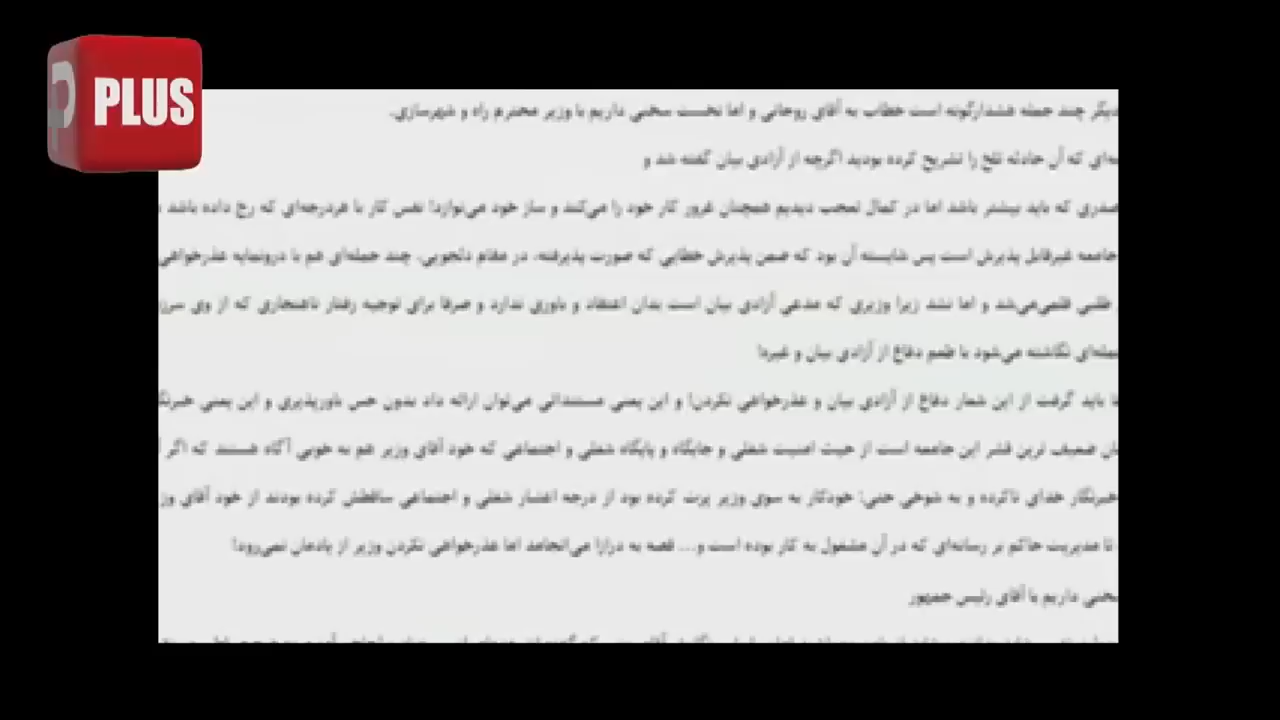 PLUS
دیگر چند جمله هشدارگونه است خطاب به آقای روحانی و اما نخست سخنی داریم با وزیر محترم راه و شهرسازی.
که آن حادثه تلخ را تشریح کرده بودید اگرچه از آزادی بیان گفته شد و
که باید بیشتر باشد اما در کمال تعجب دیدیم همچنان غرور کار خود را می‌کند و ساز خود می‌نوازد! نفس کار با هردرجه‌ای که رخ داده باشد
جامعه غیرقابل پذیرش است پس شایسته آن بود که ضمن پذیرش خطایی که صورت پذیرفته، در مقام دلجویی، چند جمله‌ای هم با درونمایه عذرخواهی
طلبی قلمی‌می‌شد و اما نشد زیرا وزیری که مدعی آزادی بیان است بدان اعتقاد و باوری ندارد و صرفا برای توجیه رفتار ناهنجاری که از وی
نگاشته می‌شود با طعم دفاع از آزادی بیان و غیره!
باید گرفت از این شعار دفاع از آزادی بیان و عذرخواهی نکردن! و این یعنی مستنداتی می‌توان ارائه داد بدون حس باورپذیری و این یعنی
ضعیف ترین قشر این جامعه است از حیث امنیت شغلی و جایگاه و پایگاه شغلی و اجتماعی که خود آقای وزیر هم به خوبی آگاه هستند که اگر
خبرنگار خدای ناکرده و به شوخی حتی؛ خودکار به سوی وزیر پرت کرده بود از درجه اعتبار شغلی و اجتماعی ساقطش کرده بودند از خود آقای
تا مدیریت حاکم بر رسانه‌ای که در آن مشغول به کار بوده است و... قصه به درازا می‌انجامد اما عذرخواهی نکردن وزیر از یادمان نمی‌رود!
داریم با آقای رئیس جمهور